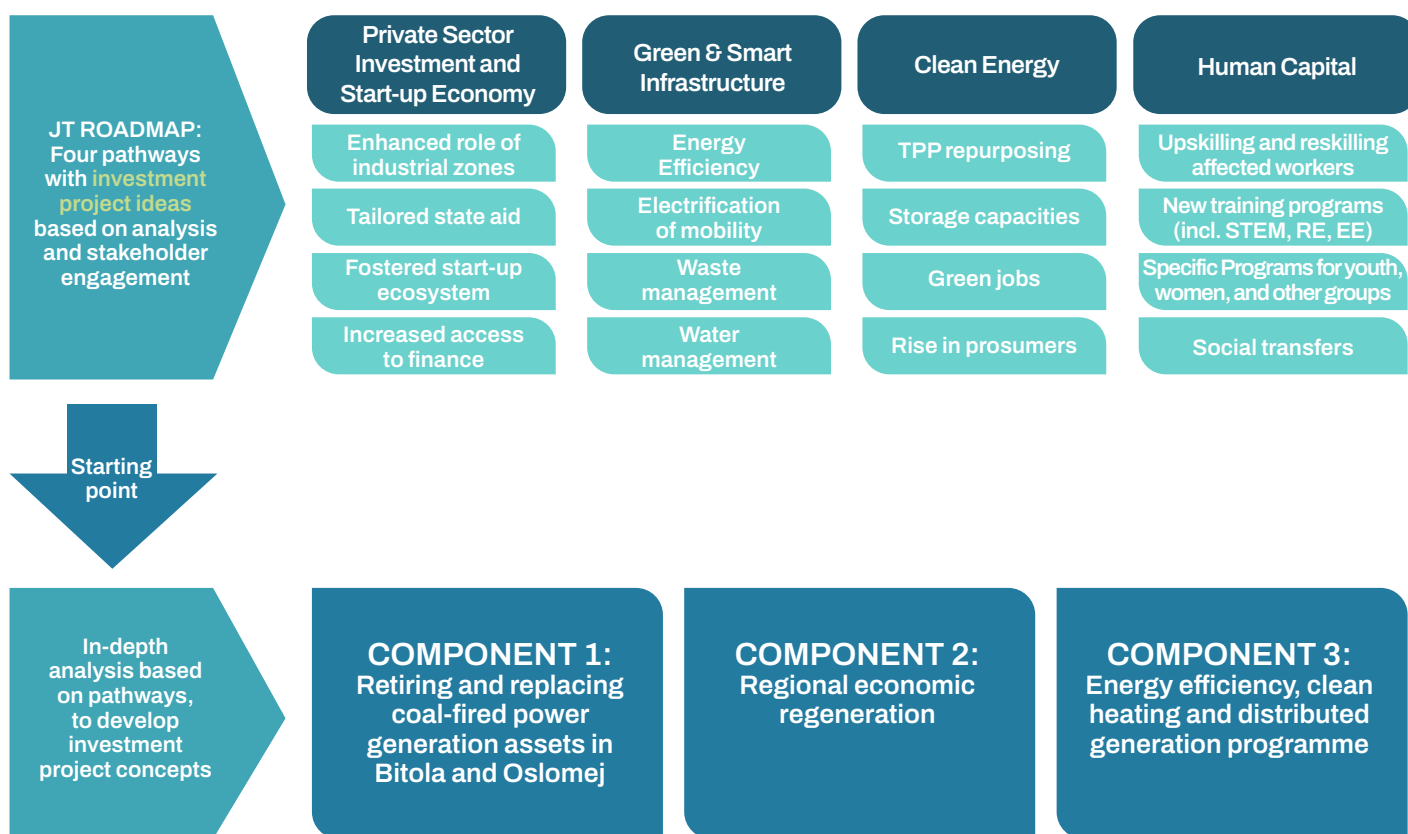 JT ROADMAP:
Four pathways
with investment
project ideas
based on analysis
and stakeholder
engagement
Private Sector
Investment and
Start-up Economy
Enhanced role of
industrial zones
Tailored state aid
Fostered start-up
ecosystem
Increased access
to finance
Green & Smart
Infrastructure
Energy
Efficiency
Electrification
of mobility
Waste
management
Water
management
Clean Energy
TPP repurposing
Storage capacities
Green jobs
Rise in prosumers
Human Capital
Upskilling and reskilling
affected workers
New training programs
(incl. STEM, RE, EE)
Specific Programs for youth,
women, and other groups
Social transfers
Starting
point
In-depth
analysis based
on pathways,
to develop
investment
project concepts
COMPONENT 1:
Retiring and replacing
coal-fired power
generation assets in
Bitola and Oslomej
COMPONENT 2:
Regional economic
regeneration
COMPONENT 3:
Energy efficiency, clean
heating and distributed
generation programme